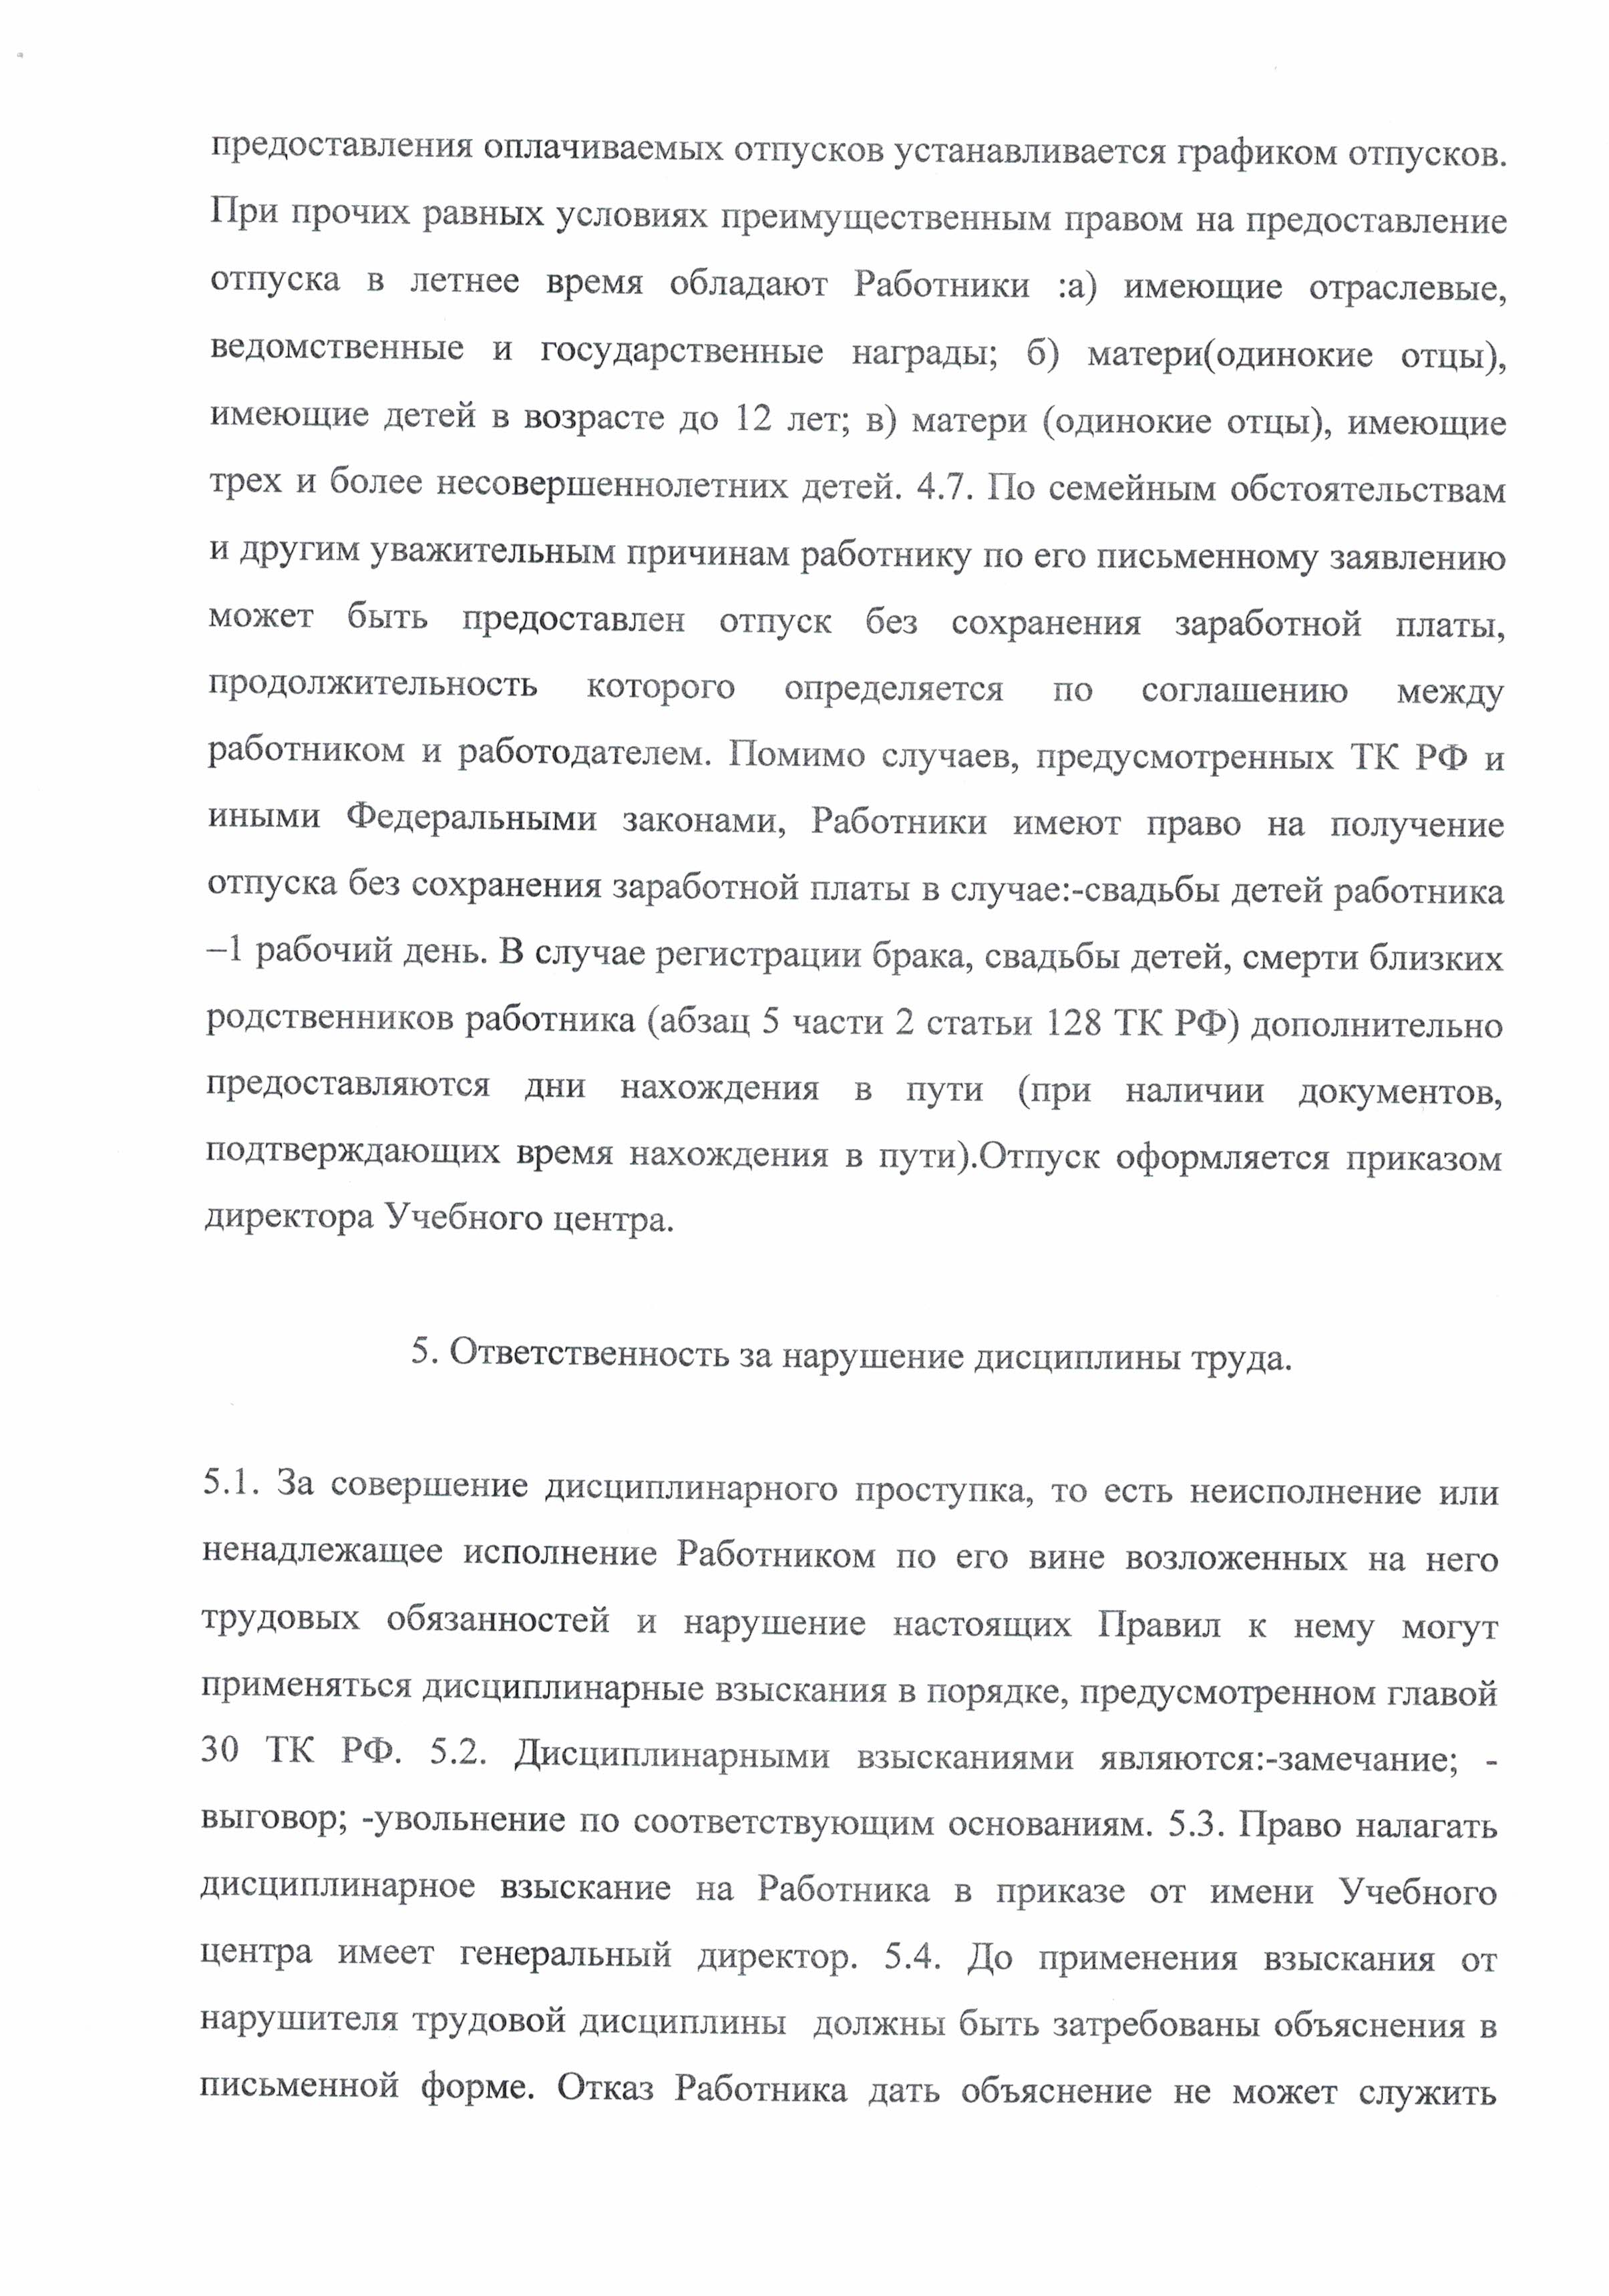 предоставления оплачиваемых отпусков устанавливается графиком отпусков.
При прочих равных условиях преимущественным правом на предоставление
отпуска в летнее время обладают Работники :а) имеющие отраслевые,
ведомственные и государственные награды; б) матери(одинокие отцы),
имеющие детей в возрасте до 12 лет; в) матери (одинокие отцы), имеющие
трех и более несовершеннолетних детей. 4.7. По семейным обстоятельствам
и другим уважительным причинам работнику по его письменному заявлению
может быть предоставлен отпуск без сохранения заработной платы,
продолжительность которого определяется по соглашению между
работником и работодателем. Помимо случаев, предусмотренных ТК РФ и
иными Федеральными законами, Работники имеют право на получение
отпуска без сохранения заработной платы в случае:-свадьбы детей работника
–1 рабочий день. В случае регистрации брака, свадьбы детей, смерти близких
родственников работника (абзац 5 части 2 статьи 128 ТК РФ) дополнительно
предоставляются дни нахождения в пути (при наличии документов,
подтверждающих время нахождения в пути).Отпуск оформляется приказом
директора Учебного центра.
5. Ответственность за нарушение дисциплины труда.
5.1. За совершение дисциплинарного проступка, то есть неисполнение или
ненадлежащее исполнение Работником по его вине возложенных на него
трудовых обязанностей и нарушение настоящих Правил к нему могут
применяться дисциплинарные взыскания в порядке, предусмотренном главой
30 ТК РФ. 5.2. Дисциплинарными взысканиями являются:-замечание; -
выговор; -увольнение по соответствующим основаниям. 5.3. Право налагать
дисциплинарное взыскание на Работника в приказе от имени Учебного
центра имеет генеральный директор. 5.4. До применения взыскания от
нарушителя трудовой дисциплины должны быть затребованы объяснения в
письменной форме. Отказ Работника дать объяснение не может служить